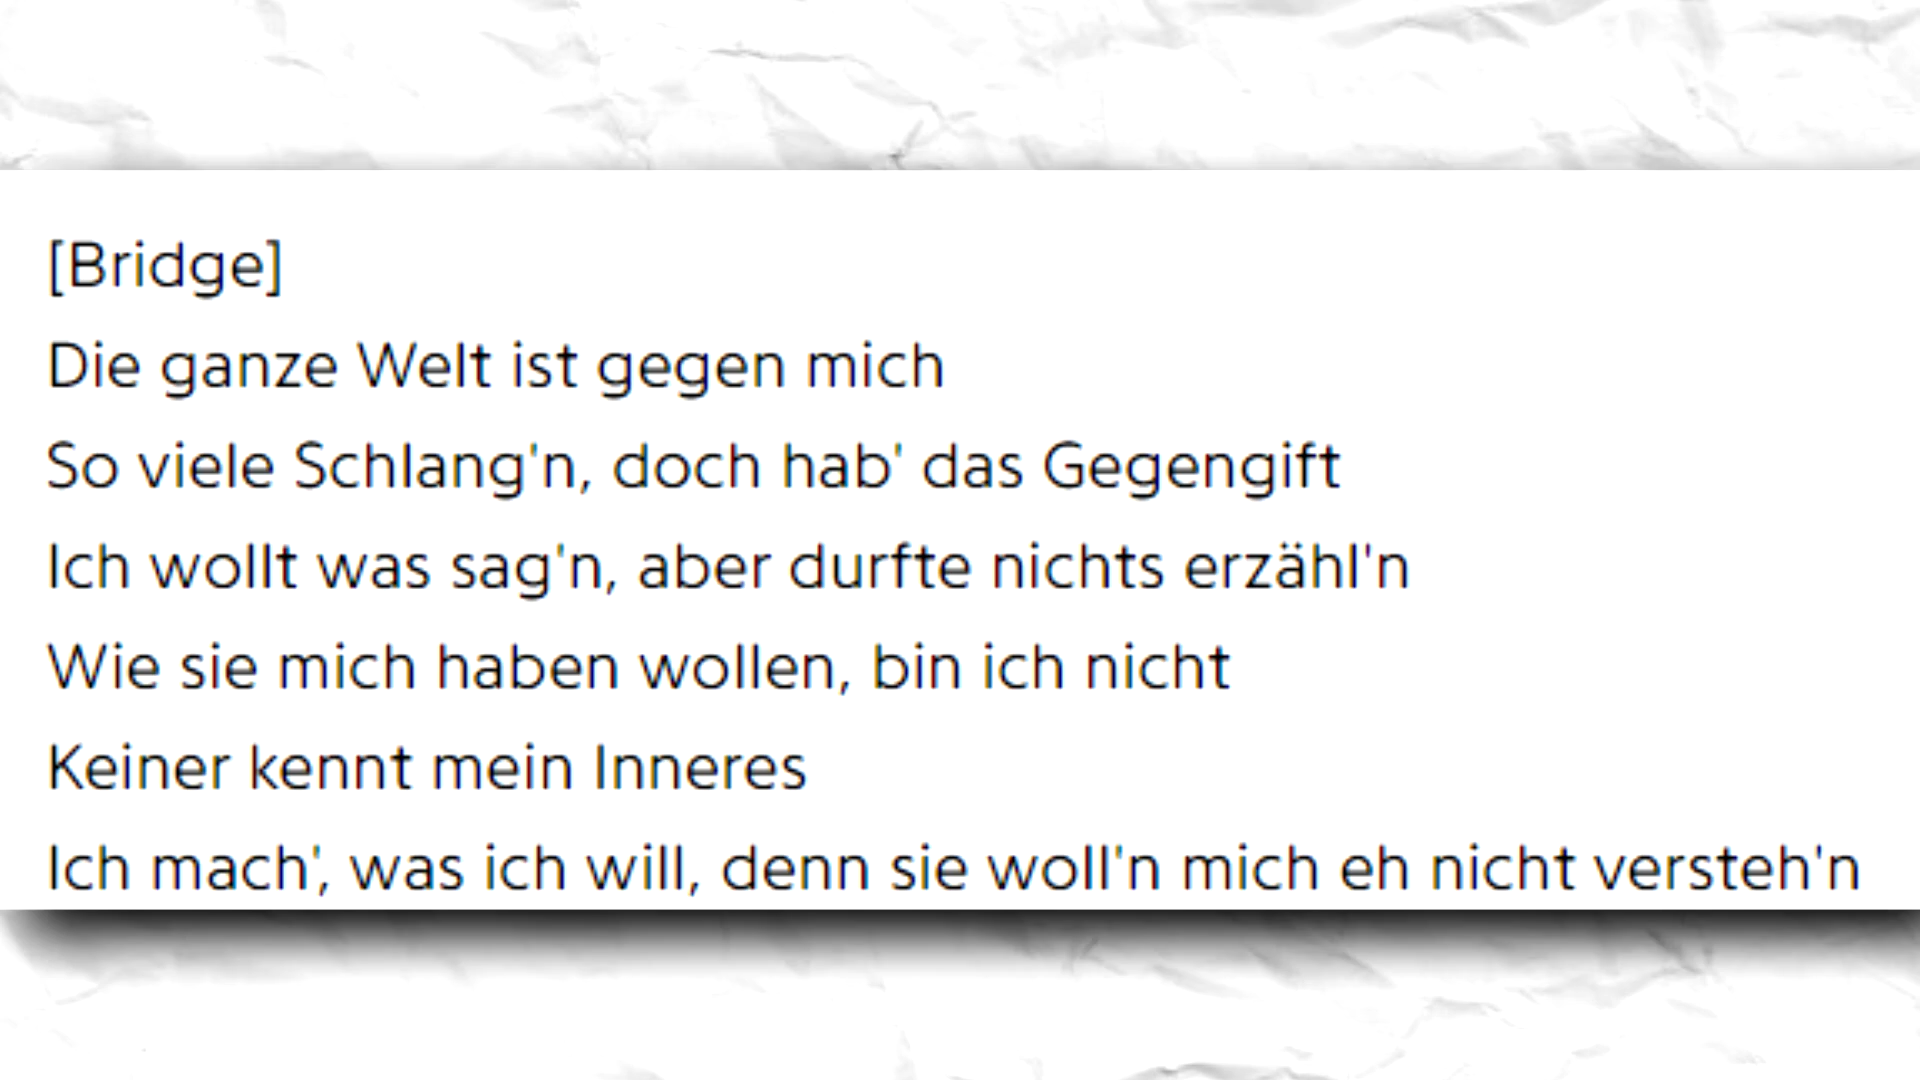 [Bridge]
Die ganze Welt ist gegen mich
So viele Schlang'n, doch hab' das Gegengift
Ich wollt was sag'n, aber durfte nichts erzähl'n
Wie sie mich haben wollen, bin ich nicht
Keiner kennt mein Inneres
Ich mach', was ich will, denn sie woll'n mich eh nicht versteh'n